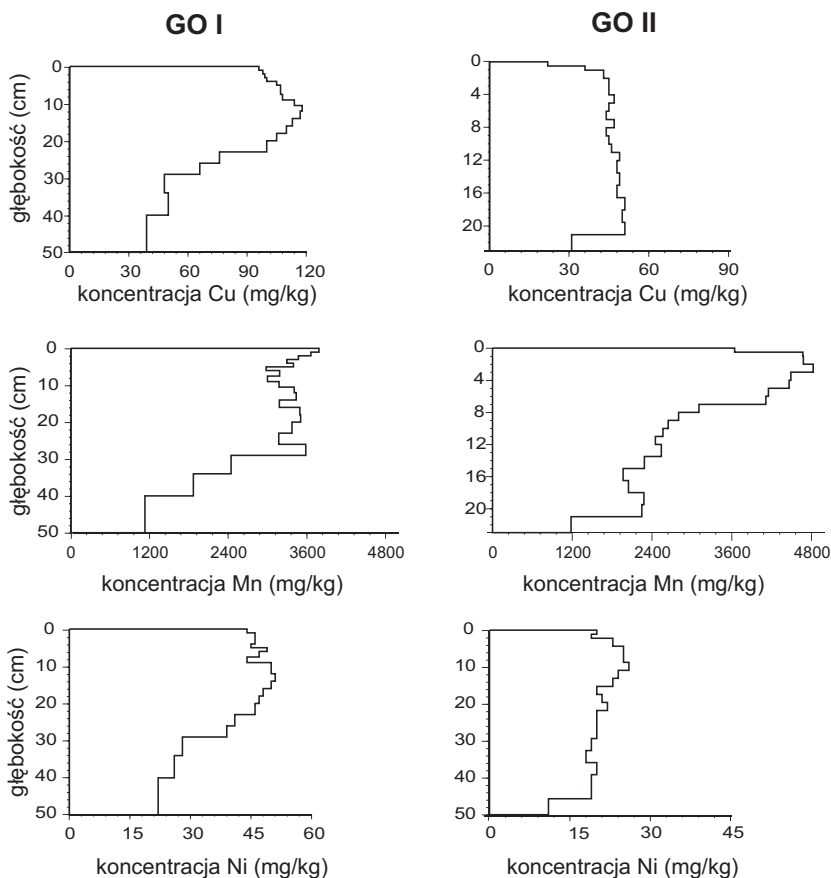 GO I
GO II
głębokość (cm)
0
10
20
30
40
50
0 30 60 90 120
koncentracja Cu (mg/kg)
0
4
8
12
16
20
0 30 60 90
koncentracja Cu (mg/kg)
głębokość (cm)
0
10
20
30
40
50
0 1200 2400 3600 4800
koncentracja Mn (mg/kg)
0
4
8
12
16
20
0 1200 2400 3600 4800
koncentracja Mn (mg/kg)
głębokość (cm)
0
10
20
30
40
50
0 15 30 45 60
koncentracja Ni (mg/kg)
0
10
20
30
40
50
0 15 30 45
koncentracja Ni (mg/kg)